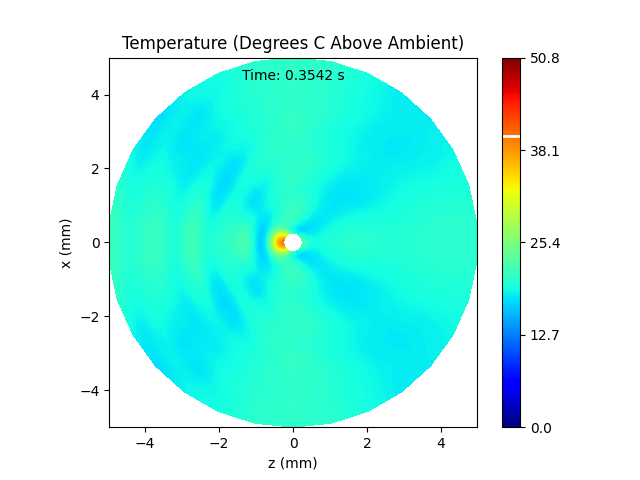 Temperature (Degrees C Above Ambient)
Time: 0.3542 s
4
2
0
−2
−4
x (mm)
−4 −2 0 2 4
z (mm)
50.8
38.1
25.4
12.7
0.0